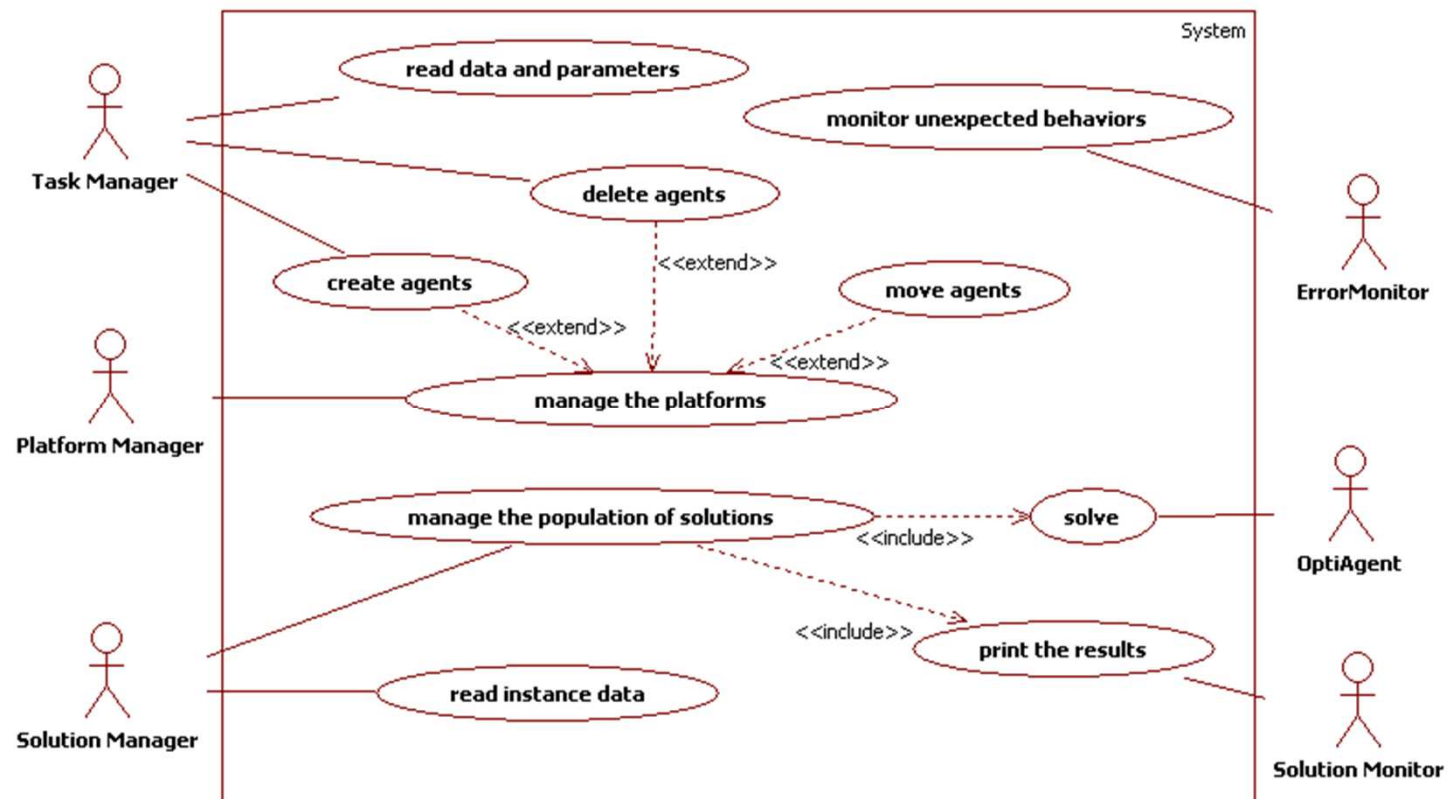 System
read data and parameters
monitor unexpected behaviors
Task Manager
delete agents
<<extend>>
create agents
move agents
ErrorMonitor
<<extend>>
<<extend>>
manage the platforms
Platform Manager
manage the population of solutions
solve
<<include>>
OptiAgent
<<include>>
print the results
read instance data
Solution Manager
Solution Monitor